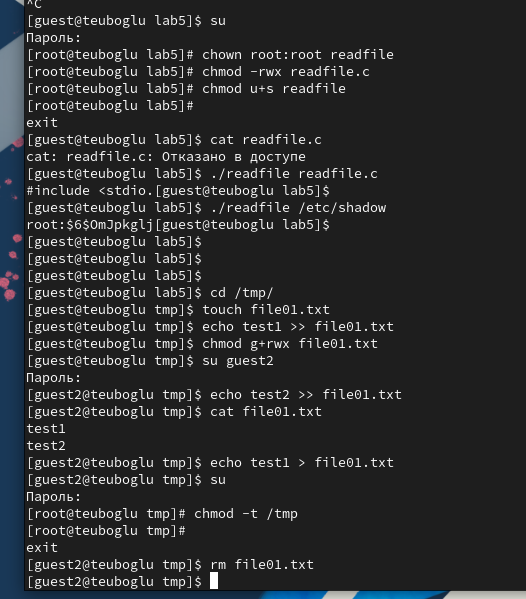 ^C
[guest@teuboglu lab5]$ su
Пароль:
[root@teuboglu lab5]# chown root:root readfile
[root@teuboglu lab5]# chmod -rwx readfile.c
[root@teuboglu lab5]# chmod u+s readfile
[root@teuboglu lab5]#
exit
[guest@teuboglu lab5]$ cat readfile.c
cat: readfile.c: Отказано в доступе
[guest@teuboglu lab5]$ ./readfile readfile.c
#include <stdio.[guest@teuboglu lab5]$
[guest@teuboglu lab5]$ ./readfile /etc/shadow
root:$6$OmJpkglj[guest@teuboglu lab5]$
[guest@teuboglu lab5]$
[guest@teuboglu lab5]$
[guest@teuboglu lab5]$
[guest@teuboglu lab5]$ cd /tmp/
[guest@teuboglu tmp]$ touch file01.txt
[guest@teuboglu tmp]$ echo test1 >> file01.txt
[guest@teuboglu tmp]$ chmod g+rwx file01.txt
[guest@teuboglu tmp]$ su guest2
Пароль:
[guest2@teuboglu tmp]$ echo test2 >> file01.txt
[guest2@teuboglu tmp]$ cat file01.txt
test1
test2
[guest2@teuboglu tmp]$ echo test1 > file01.txt
[guest2@teuboglu tmp]$ su
Пароль:
[root@teuboglu tmp]# chmod -t /tmp
[root@teuboglu tmp]#
exit
[guest2@teuboglu tmp]$ rm file01.txt
[guest2@teuboglu tmp]$